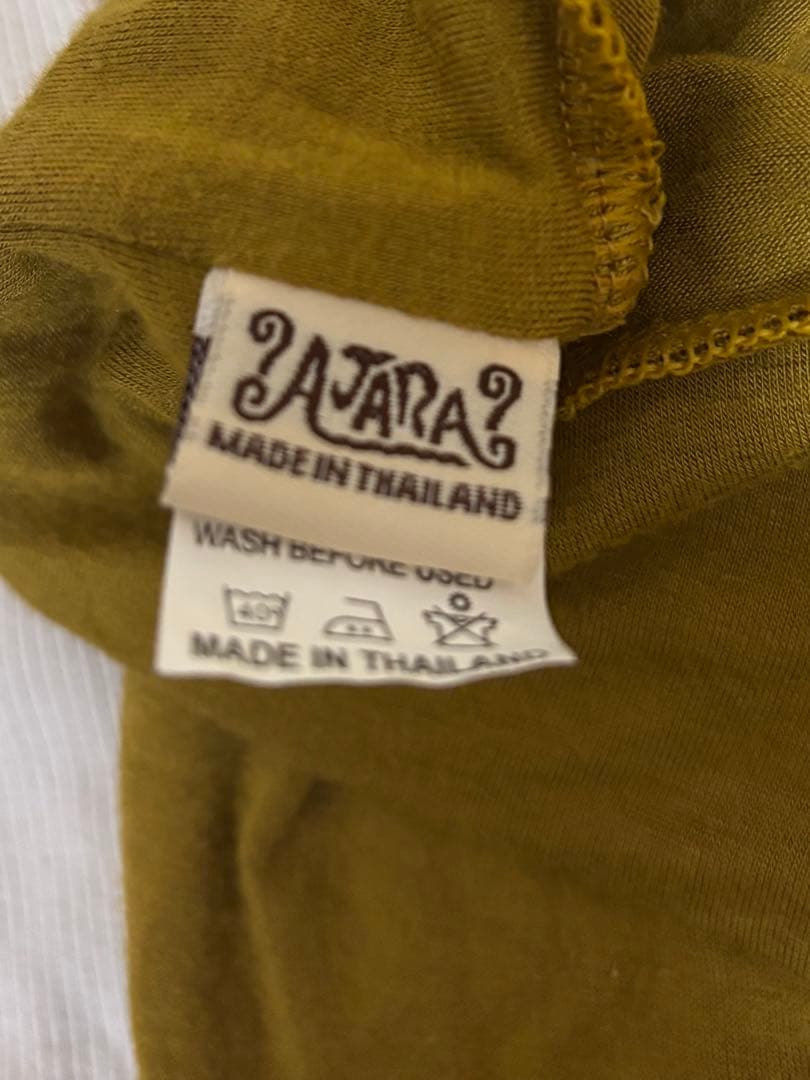 AJARA
MADE IN THAILAND
WASH BEFORE USED
40°
MADE IN THAILAND